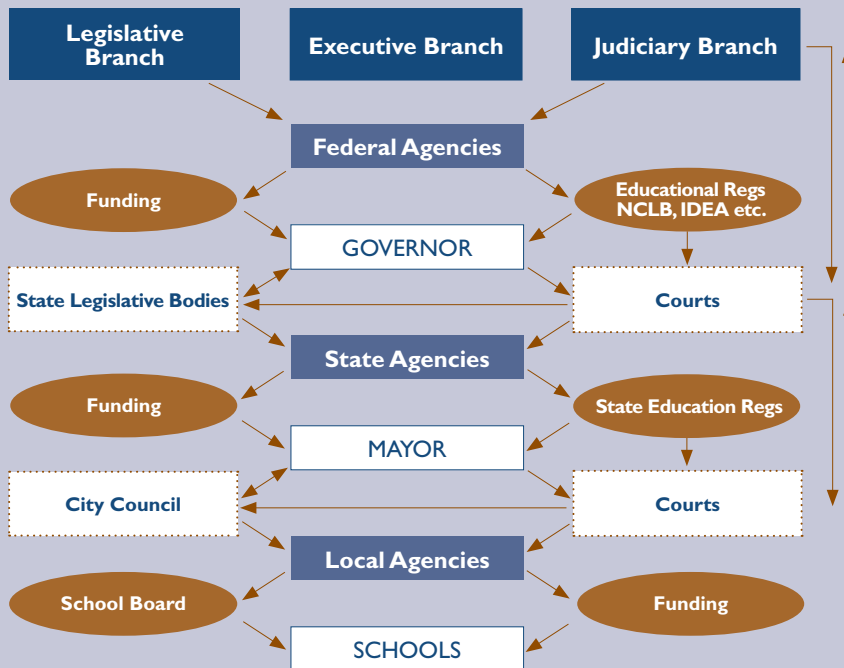 Legislative
Branch
Executive Branch
Judiciary Branch
Federal Agencies
Funding
Educational Regs
NCLB, IDEA etc.
GOVERNOR
State Legislative Bodies
Courts
State Agencies
Funding
State Education Regs
MAYOR
City Council
Courts
Local Agencies
School Board
Funding
SCHOOLS